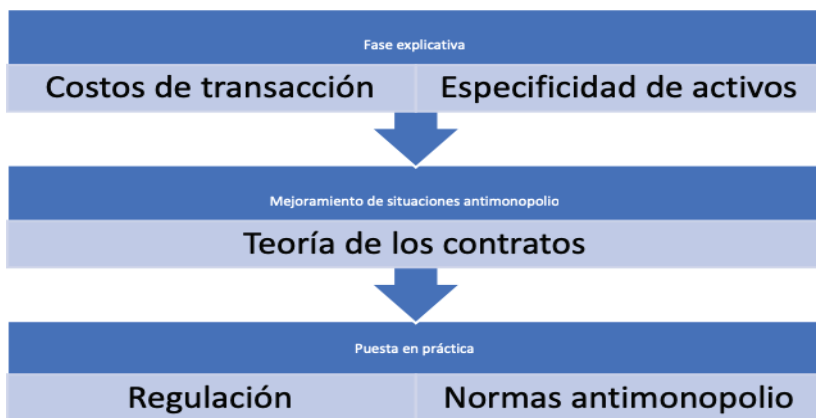 Fase explicativa
Costos de transacción
Especificidad de activos
Mejoramiento de situaciones antimonopolio
Teoría de los contratos
Puesta en práctica
Regulación
Normas antimonopolio